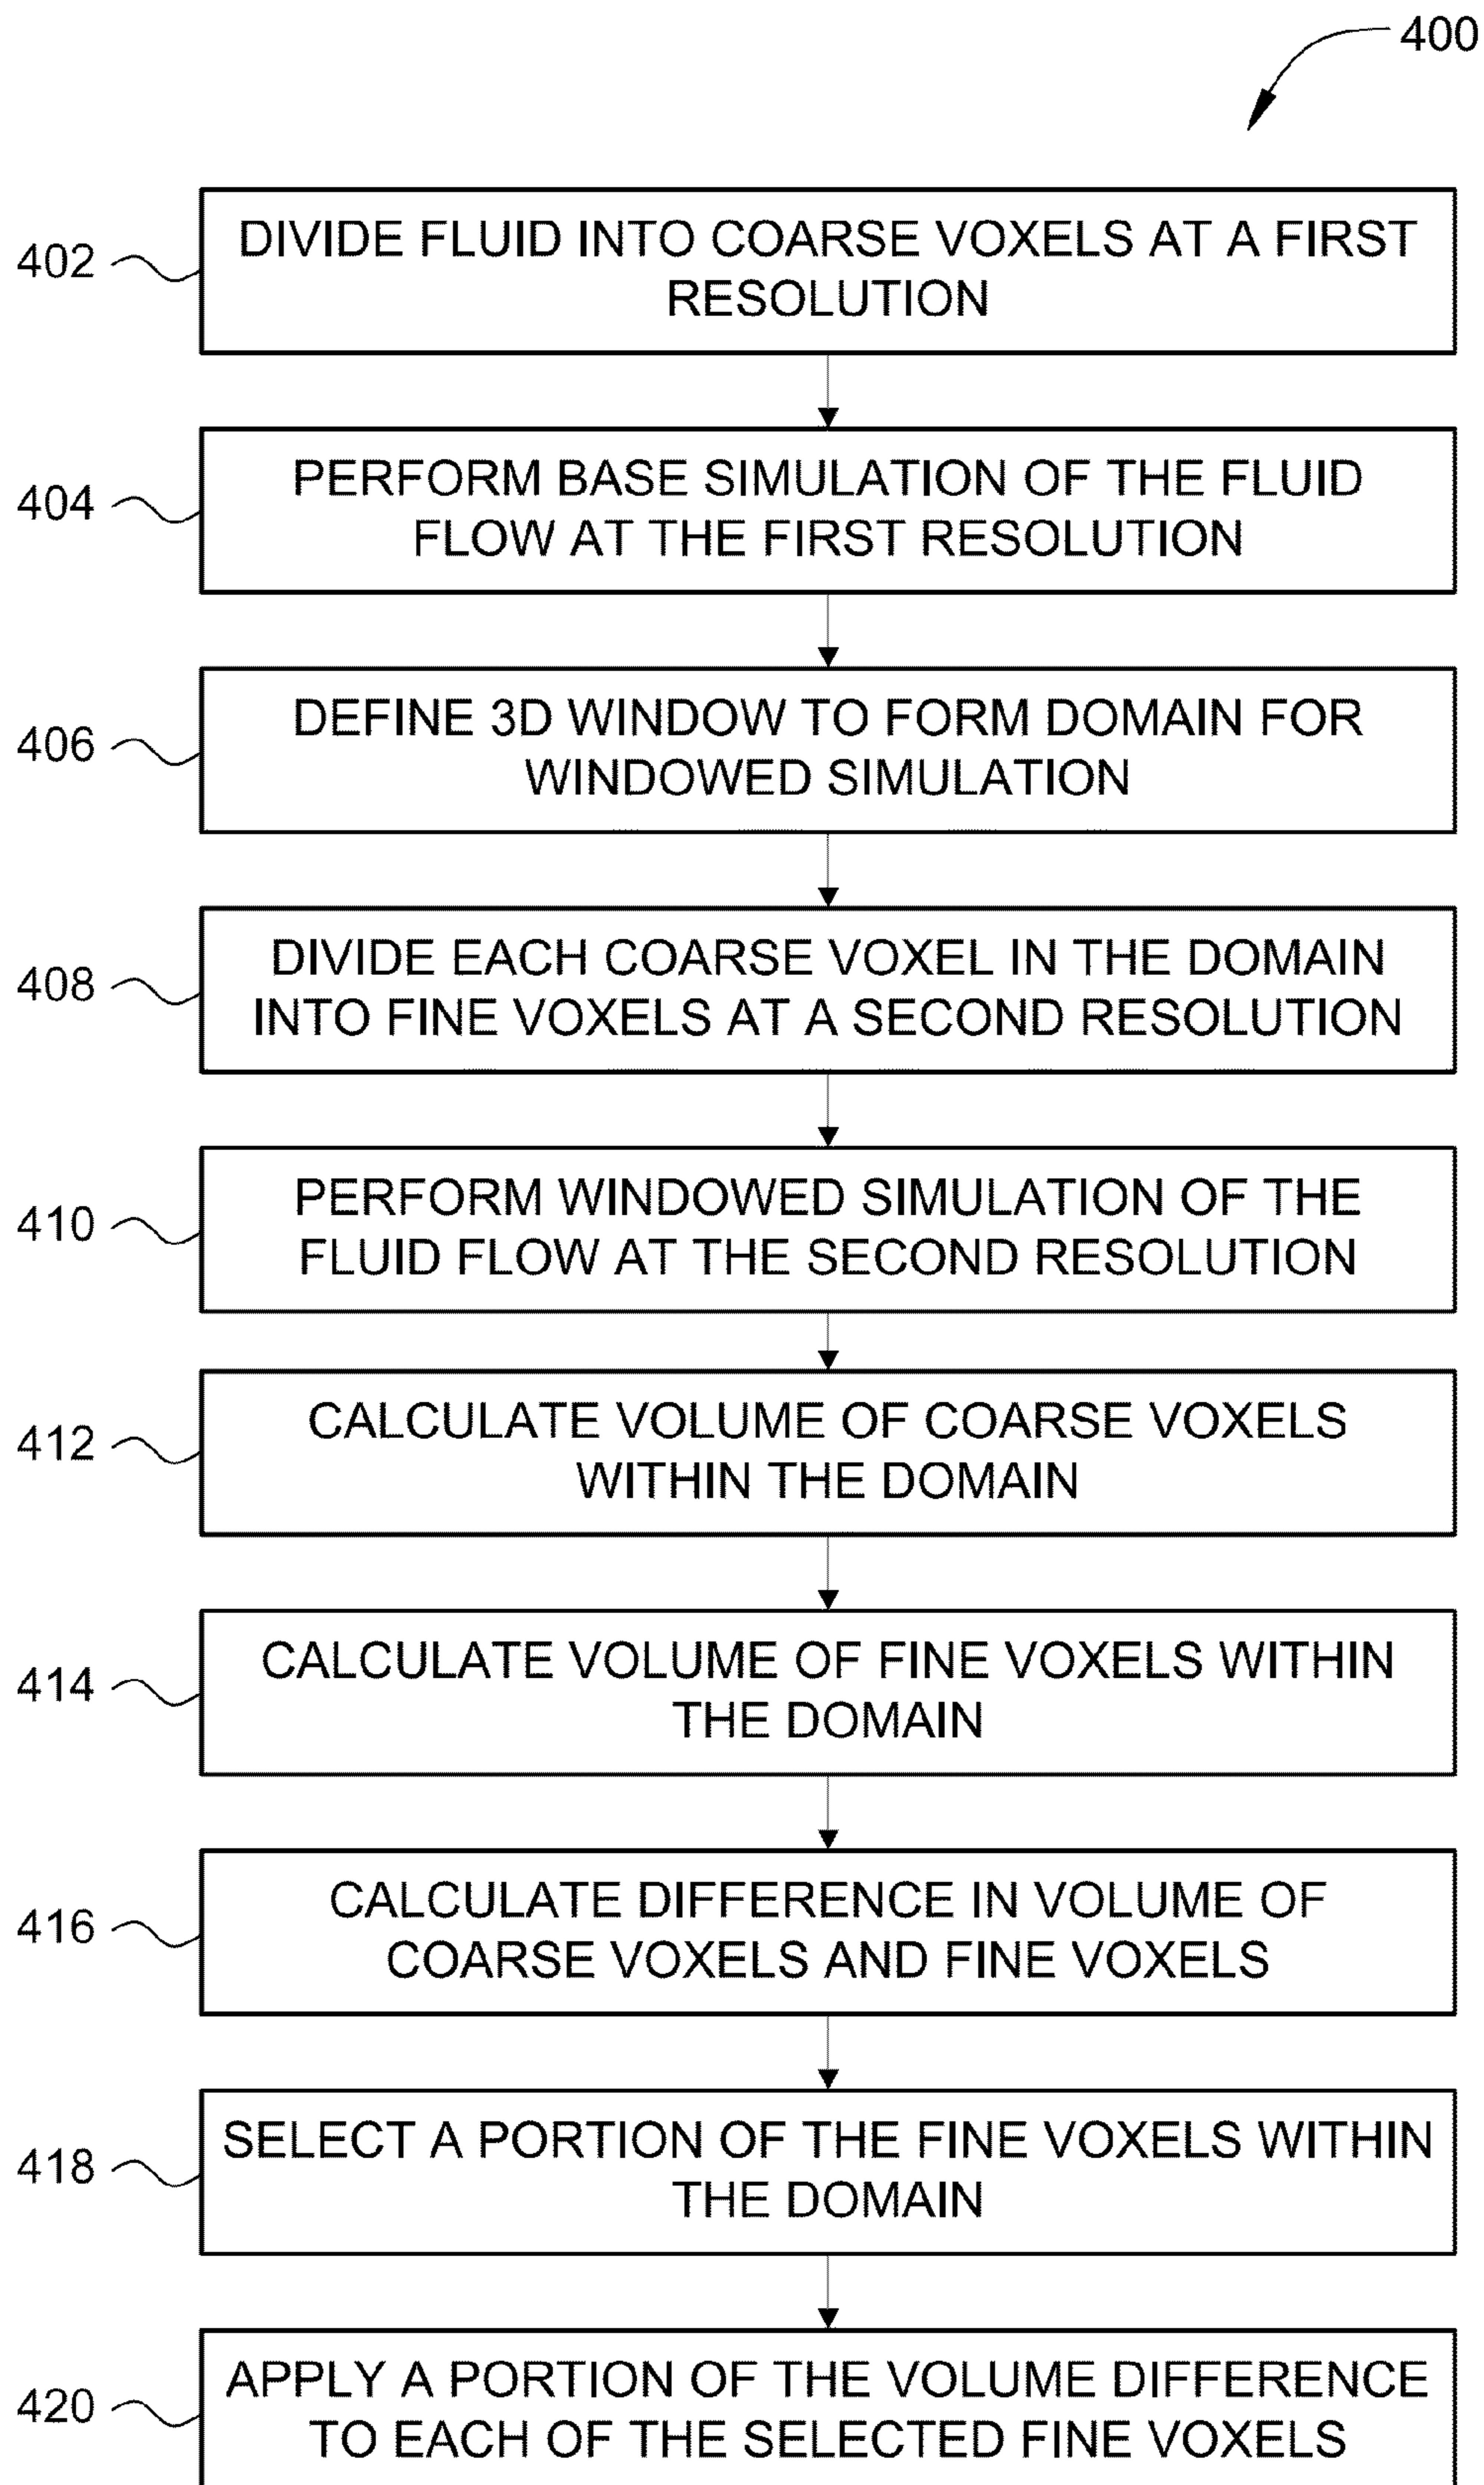 400
402
DIVIDE FLUID INTO COARSE VOXELS AT A FIRST
RESOLUTION
404
PERFORM BASE SIMULATION OF THE FLUID
FLOW AT THE FIRST RESOLUTION
406
DEFINE 3D WINDOW TO FORM DOMAIN FOR
WINDOWED SIMULATION
408
DIVIDE EACH COARSE VOXEL IN THE DOMAIN
INTO FINE VOXELS AT A SECOND RESOLUTION
410
PERFORM WINDOWED SIMULATION OF THE
FLUID FLOW AT THE SECOND RESOLUTION
412
CALCULATE VOLUME OF COARSE VOXELS
WITHIN THE DOMAIN
414
CALCULATE VOLUME OF FINE VOXELS WITHIN
THE DOMAIN
416
CALCULATE DIFFERENCE IN VOLUME OF
COARSE VOXELS AND FINE VOXELS
418
SELECT A PORTION OF THE FINE VOXELS WITHIN
THE DOMAIN
420
APPLY A PORTION OF THE VOLUME DIFFERENCE
TO EACH OF THE SELECTED FINE VOXELS